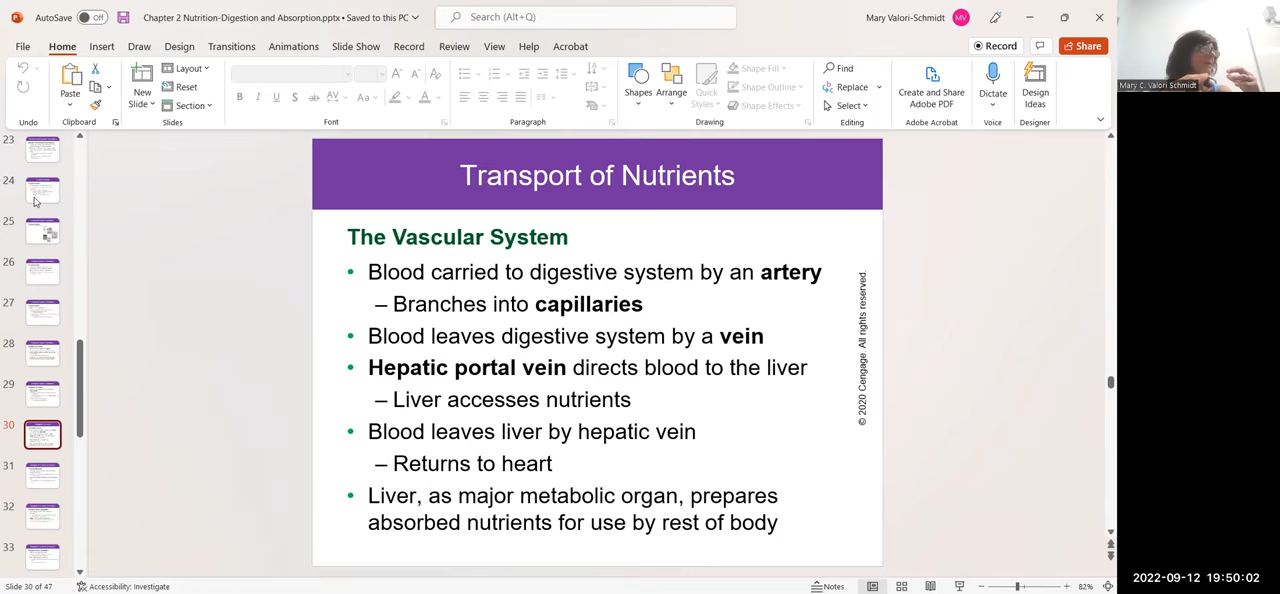 AutoSave Off Chapter 2 Nutrition-Digestion and Absorption.pptx • Saved to this PC Search (Alt+Q) Mary Valori-Schmidt MV
File Home Insert Draw Design Transitions Animations Slide Show Record Review View Help Acrobat Record Share
Paste New Slide Layout Reset Section Shapes Arrange Quick Styles Shape Fill Shape Outline Shape Effects Find Replace Select Create and Share Adobe PDF Dictate Design Ideas
Undo Clipboard Slides Font Paragraph Drawing Editing Adobe Acrobat Voice Designer
Mary C. Valori Schmidt
23
24
25
26
27
28
29
30
31
32
33
Transport of Nutrients
The Vascular System
• Blood carried to digestive system by an artery
– Branches into capillaries
• Blood leaves digestive system by a vein
• Hepatic portal vein directs blood to the liver
– Liver accesses nutrients
• Blood leaves liver by hepatic vein
– Returns to heart
• Liver, as major metabolic organ, prepares
absorbed nutrients for use by rest of body
© 2020 Cengage. All rights reserved.
Slide 30 of 47 Accessibility: Investigate Notes 82%
2022-09-12 19:50:02